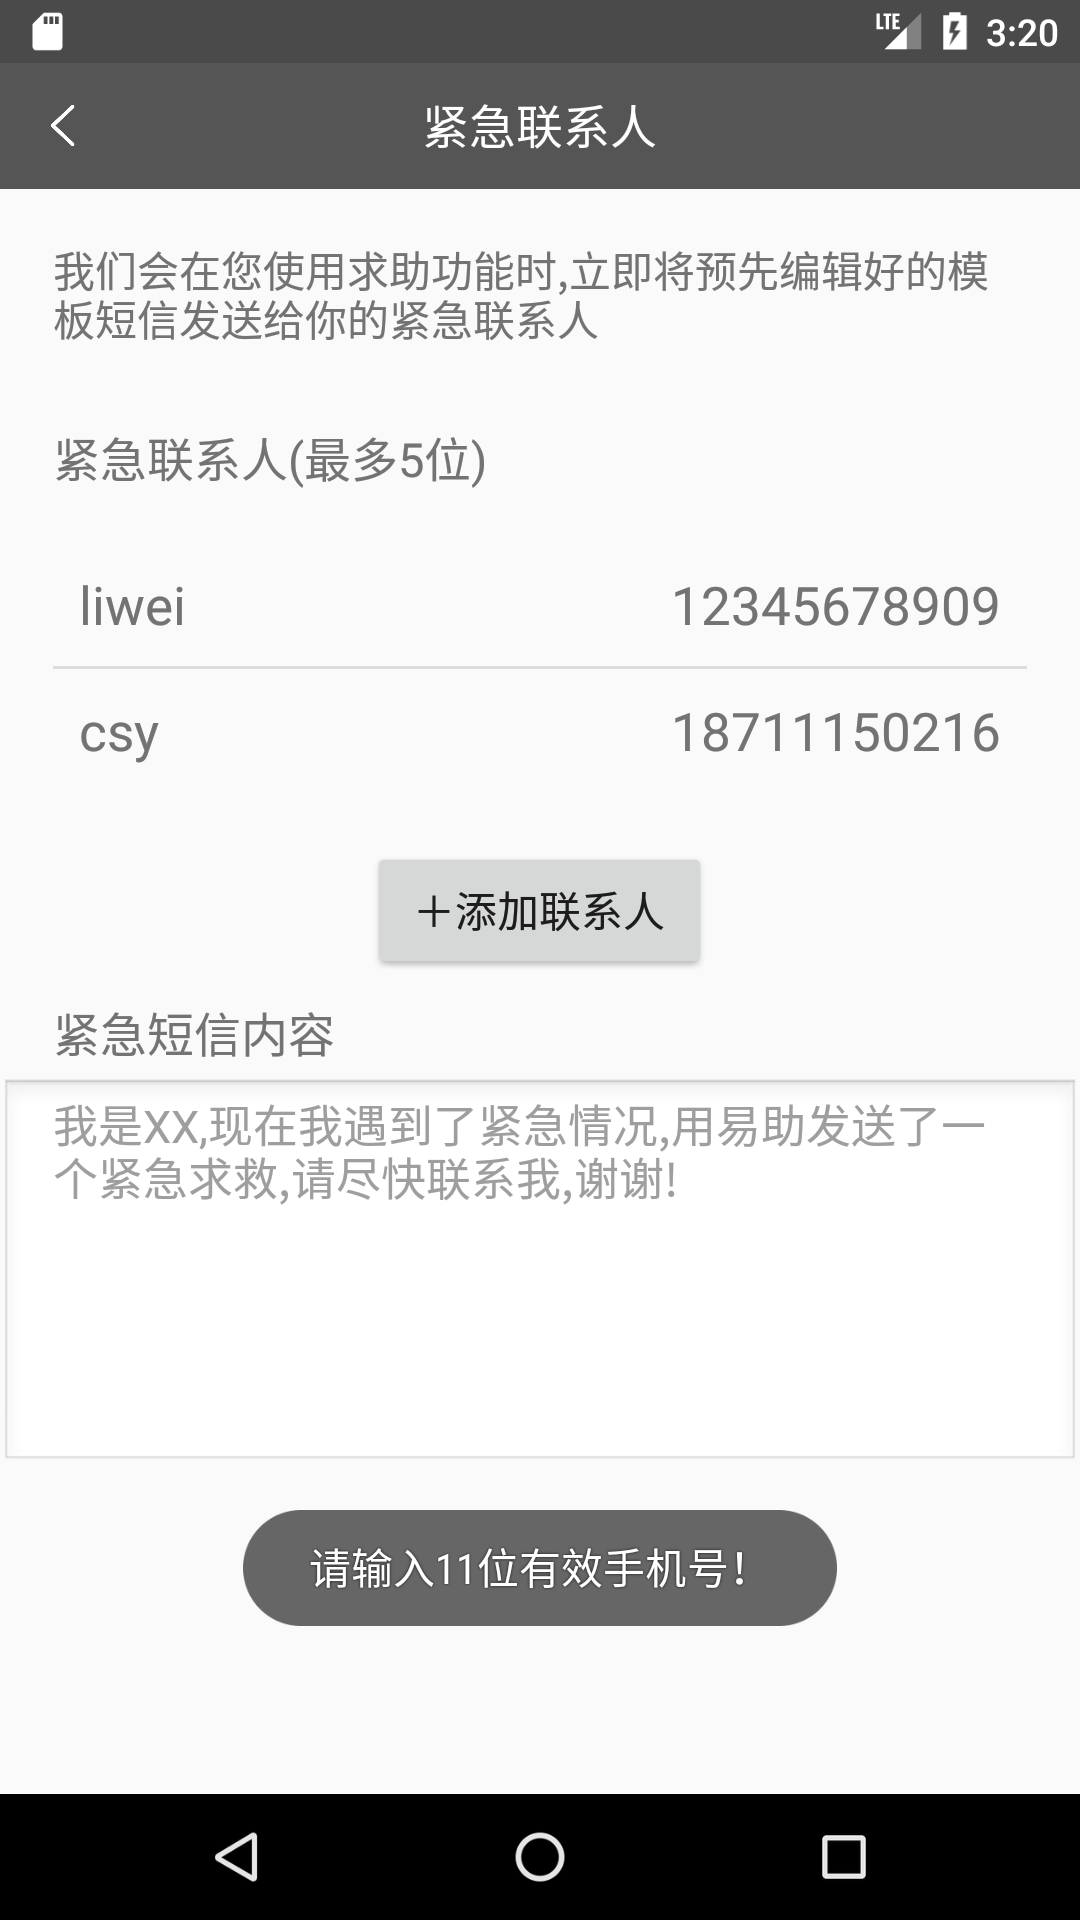 LTE 3:20
紧急联系人
我们会在您使用求助功能时,立即将预先编辑好的模
板短信发送给你的紧急联系人
紧急联系人(最多5位)
liwei 12345678909
csy 18711150216
＋添加联系人
紧急短信内容
我是XX,现在我遇到了紧急情况,用易助发送了一
个紧急求救,请尽快联系我,谢谢!
请输入11位有效手机号！